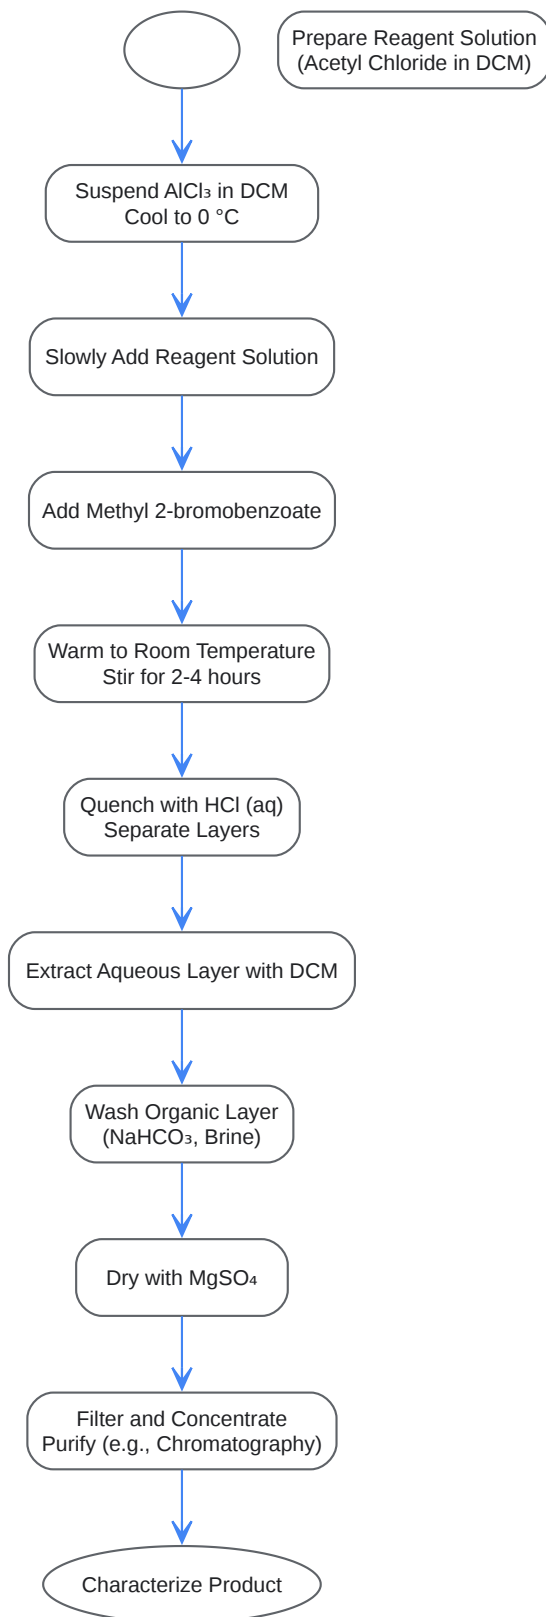 Prepare Reagent Solution
(Acetyl Chloride in DCM)
Suspend AlCl₃ in DCM
Cool to 0 °C
Slowly Add Reagent Solution
Add Methyl 2-bromobenzoate
Warm to Room Temperature
Stir for 2-4 hours
Quench with HCl (aq)
Separate Layers
Extract Aqueous Layer with DCM
Wash Organic Layer
(NaHCO₃, Brine)
Dry with MgSO₄
Filter and Concentrate
Purify (e.g., Chromatography)
Characterize Product